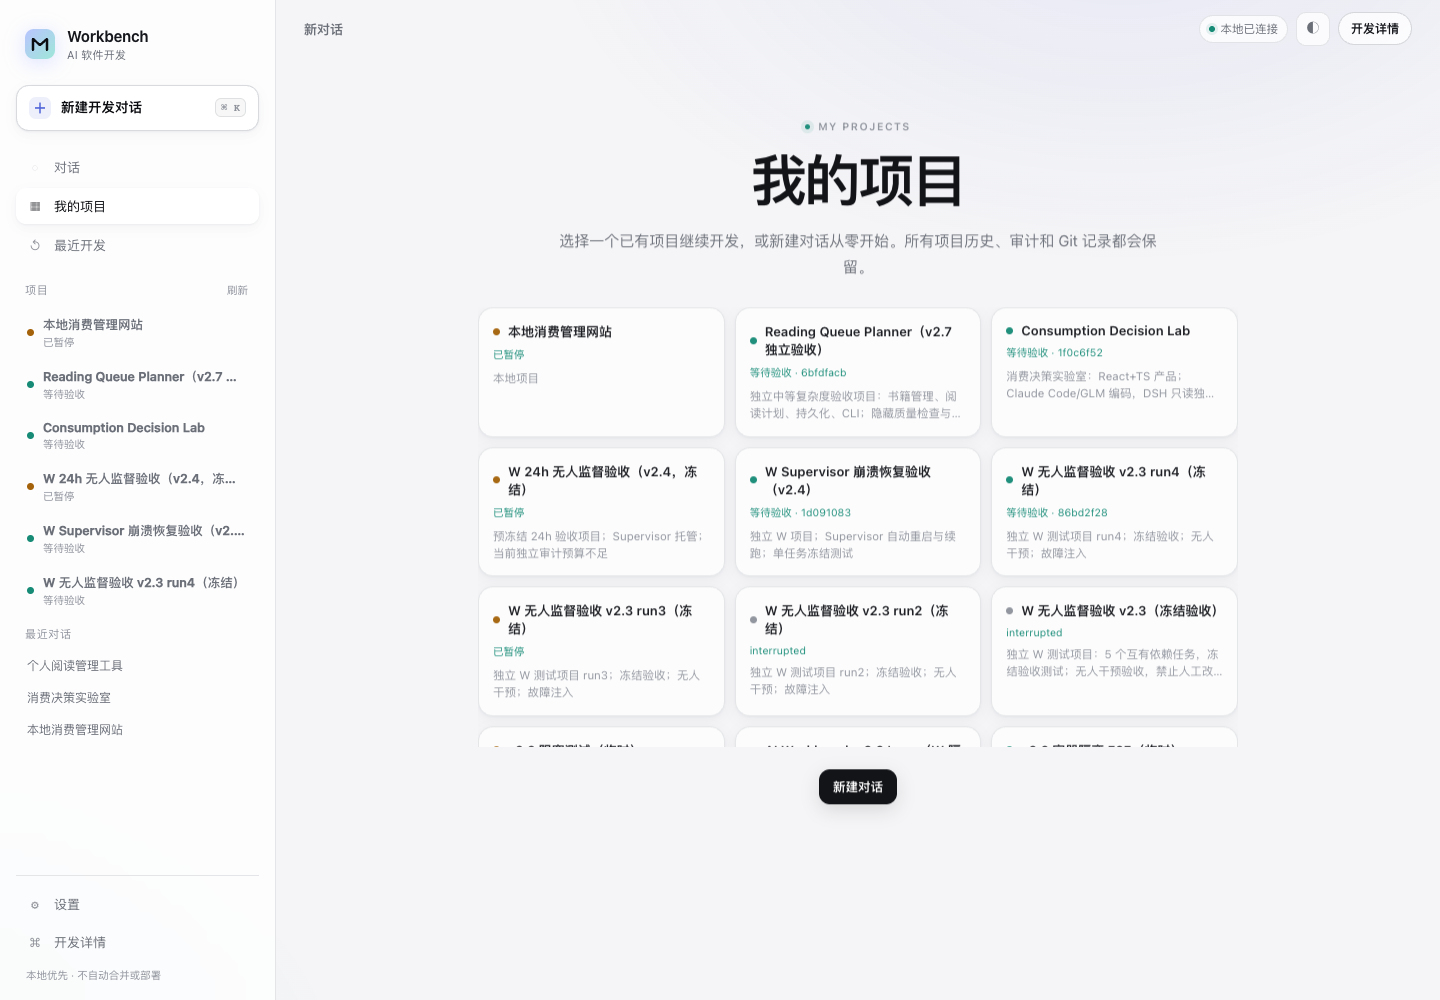 Workbench
AI 软件开发
新建开发对话
⌘ K
对话
我的项目
最近开发
项目
刷新
本地消费管理网站
已暂停
Reading Queue Planner（v2.7 ...
等待验收
Consumption Decision Lab
等待验收
W 24h 无人监督验收（v2.4，冻...
已暂停
W Supervisor 崩溃恢复验收（v2....
等待验收
W 无人监督验收 v2.3 run4（冻结）
等待验收
最近对话
个人阅读管理工具
消费决策实验室
本地消费管理网站
设置
⌘ 开发详情
本地优先 · 不自动合并或部署
新对话
本地已连接
开发详情
MY PROJECTS
我的项目
选择一个已有项目继续开发，或新建对话从零开始。所有项目历史、审计和 Git 记录都会保
留。
本地消费管理网站
已暂停
本地项目
Reading Queue Planner（v2.7
独立验收）
等待验收 · 6bfdfacb
独立中等复杂度验收项目：书籍管理、阅
读计划、持久化、CLI；隐藏质量检查与...
Consumption Decision Lab
等待验收 · 1f0c6f52
消费决策实验室：React+TS 产品；
Claude Code/GLM 编码，DSH 只读独...
W 24h 无人监督验收（v2.4，冻
结）
已暂停
预冻结 24h 验收项目；Supervisor 托管；
当前独立审计预算不足
W Supervisor 崩溃恢复验收
（v2.4）
等待验收 · 1d091083
独立 W 项目；Supervisor 自动重启与续
跑；单任务冻结测试
W 无人监督验收 v2.3 run4（冻
结）
等待验收 · 86bd2f28
独立 W 测试项目 run4；冻结验收；无人
干预；故障注入
W 无人监督验收 v2.3 run3（冻
结）
已暂停
独立 W 测试项目 run3；冻结验收；无人
干预；故障注入
W 无人监督验收 v2.3 run2（冻
结）
interrupted
独立 W 测试项目 run2；冻结验收；无人
干预；故障注入
W 无人监督验收 v2.3（冻结验收）
interrupted
独立 W 测试项目：5 个互有依赖任务，冻
结验收测试；无人干预验收，禁止人工改...
新建对话